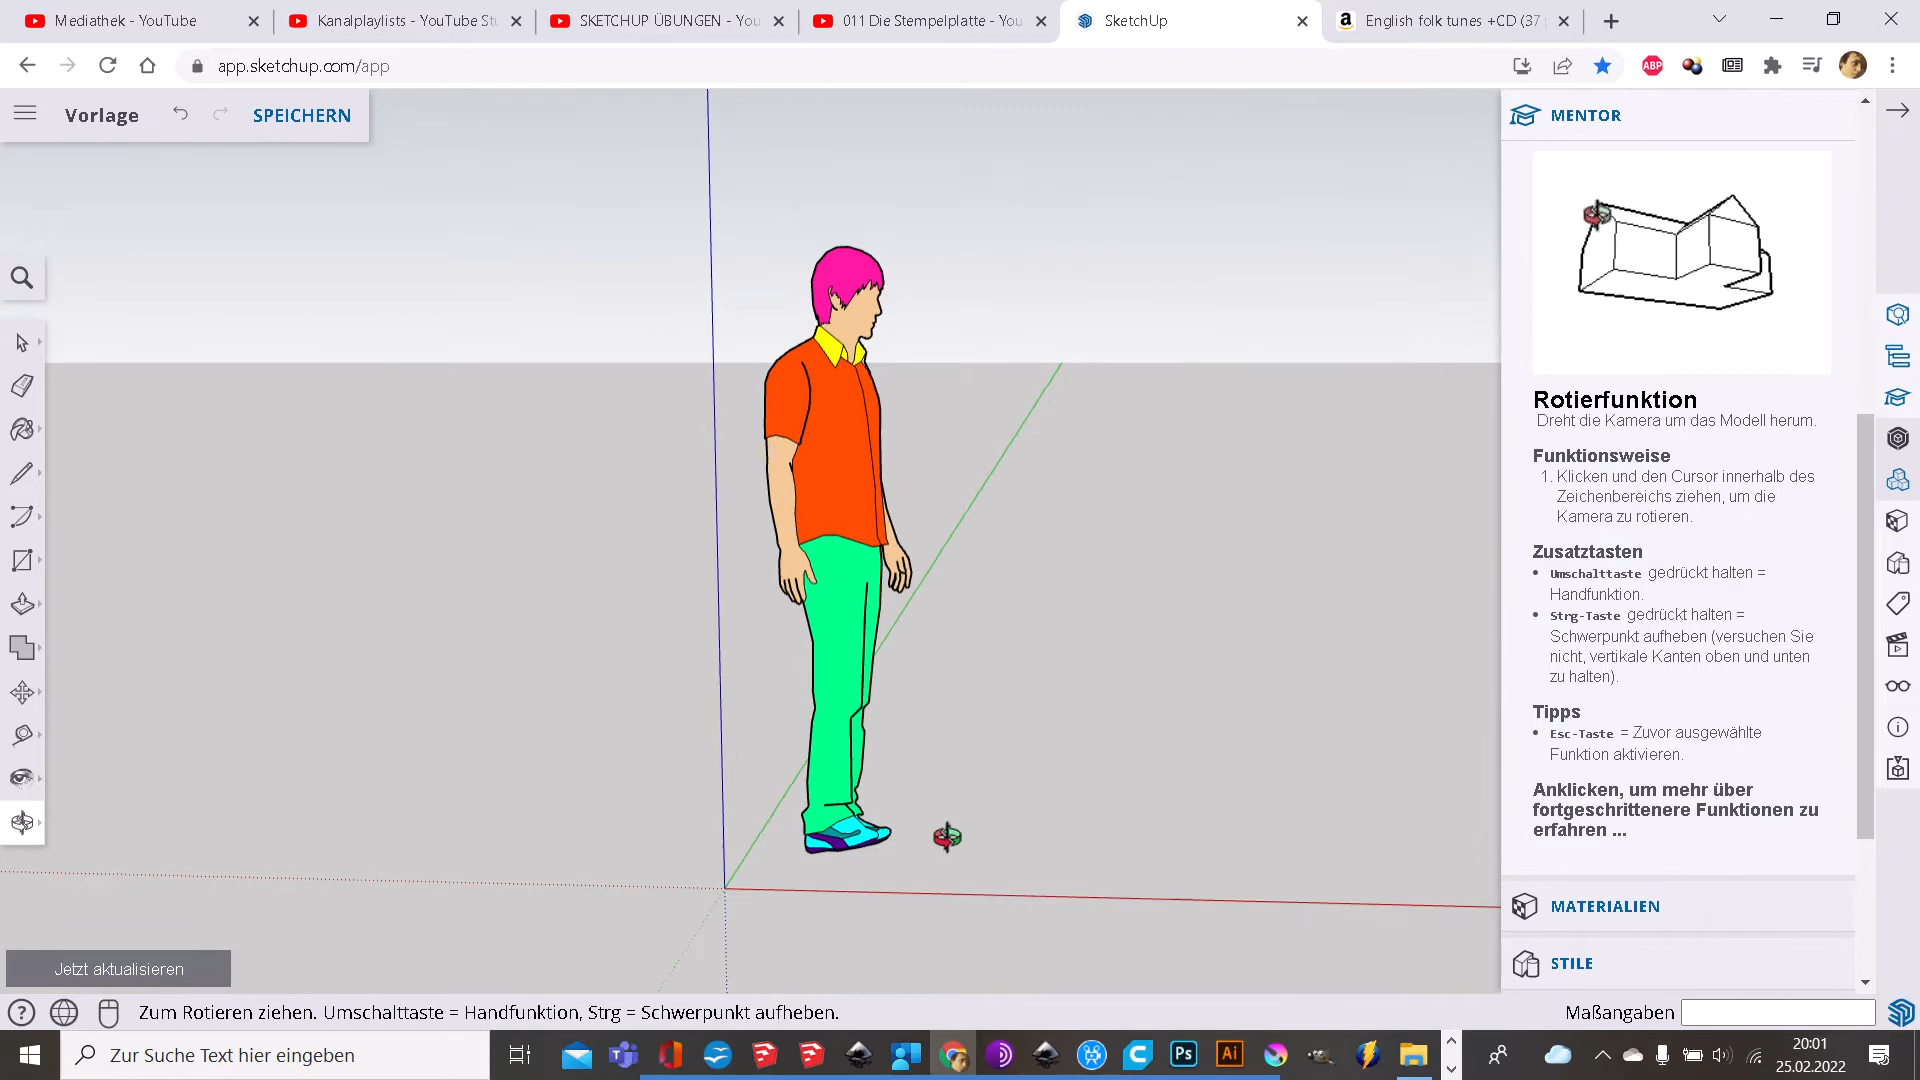 Mediathek - YouTube
Kanalplaylists - YouTube St
SKETCHUP ÜBUNGEN - You
011 Die Stempelplatte - You
SketchUp
English folk tunes +CD (37
app.sketchup.com/app
ABP
Vorlage
SPEICHERN
MENTOR
Rotierfunktion
Dreht die Kamera um das Modell herum.
Funktionsweise
1. Klicken und den Cursor innerhalb des
Zeichenbereichs ziehen, um die
Kamera zu rotieren.
Zusatztasten
• Umschalttaste gedrückt halten =
Handfunktion.
• Strg-Taste gedrückt halten =
Schwerpunkt aufheben (versuchen Sie
nicht, vertikale Kanten oben und unten
zu halten).
Tipps
• Esc-Taste = Zuvor ausgewählte
Funktion aktivieren.
Anklicken, um mehr über
fortgeschrittenere Funktionen zu
erfahren ...
MATERIALIEN
STILE
Jetzt aktualisieren
Zum Rotieren ziehen. Umschalttaste = Handfunktion, Strg = Schwerpunkt aufheben.
Maßangaben
Zur Suche Text hier eingeben
Ps
Ai
20:01
25.02.2022